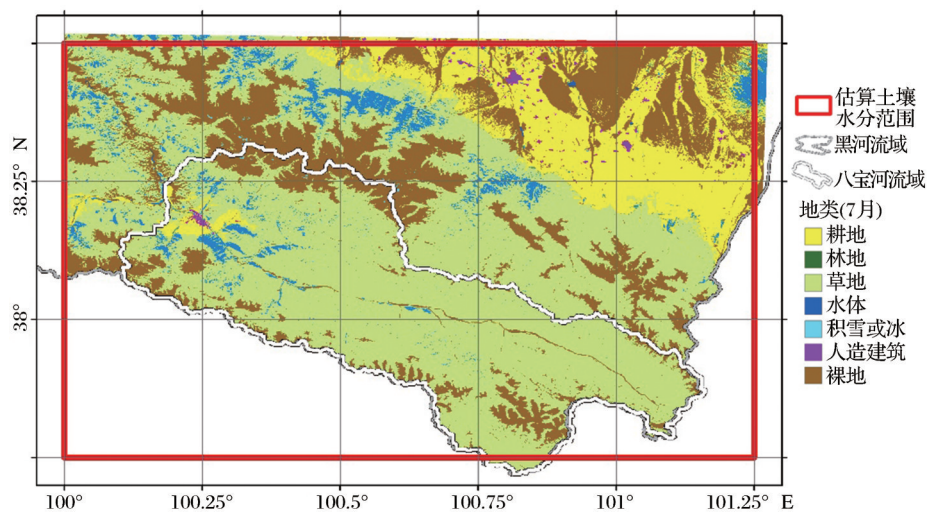 N
38.25°
38°
100°
100.25°
100.5°
100.75°
101°
101.25° E
估算土壤
水分范围
黑河流域
八宝河流域
地类(7月)
耕地
林地
草地
水体
积雪或冰
人造建筑
裸地